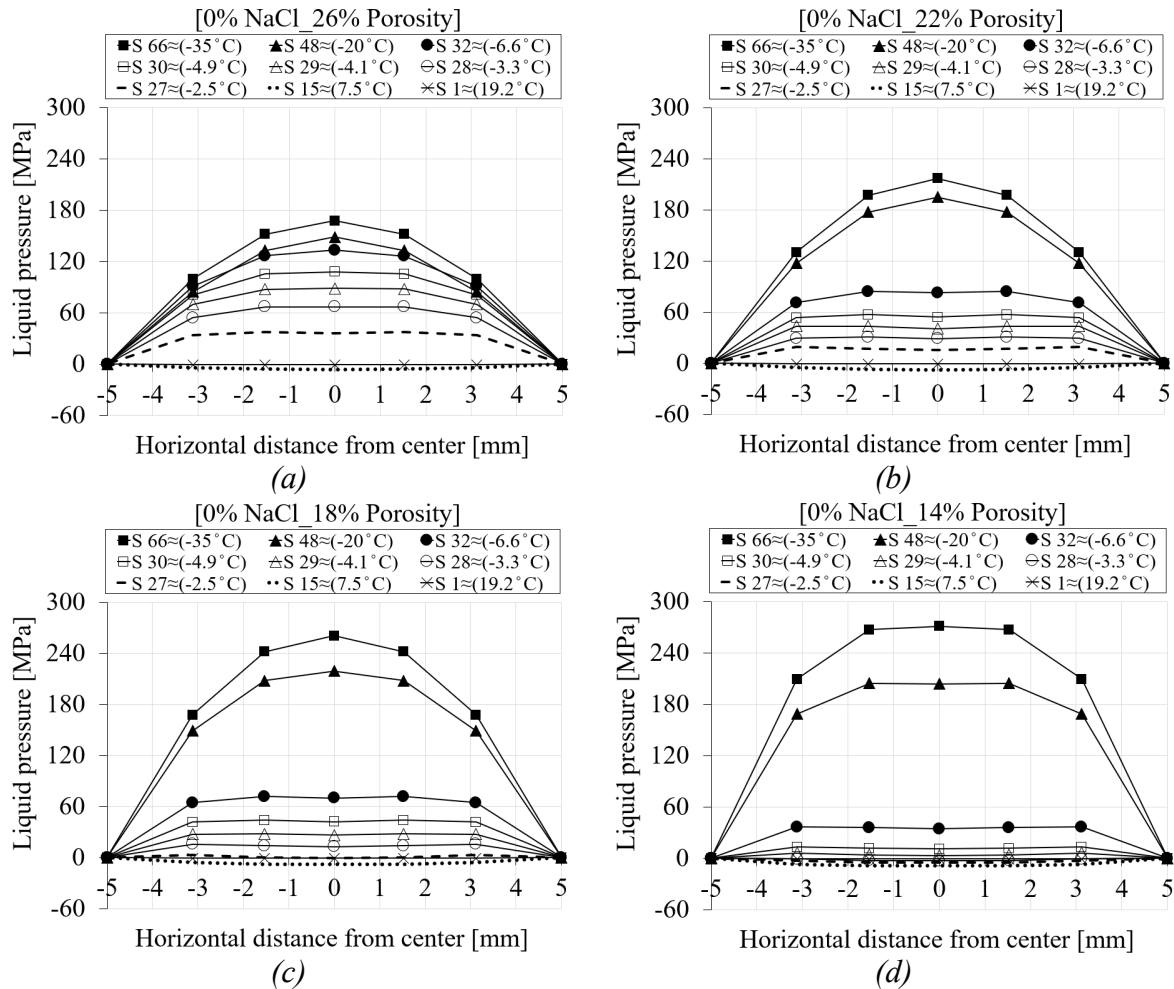 [0% NaCl_26% Porosity]
S 66≈(-35˚C) S 48≈(-20˚C) S 32≈(-6.6˚C)
S 30≈(-4.9˚C) S 29≈(-4.1˚C) S 28≈(-3.3˚C)
S 27≈(-2.5˚C) S 15≈(7.5˚C) S 1≈(19.2˚C)
300
240
180
120
60
0
-60
Liquid pressure [MPa]
-5 -4 -3 -2 -1 0 1 2 3 4 5
Horizontal distance from center [mm]
(a)
[0% NaCl_22% Porosity]
S 66≈(-35˚C) S 48≈(-20˚C) S 32≈(-6.6˚C)
S 30≈(-4.9˚C) S 29≈(-4.1˚C) S 28≈(-3.3˚C)
S 27≈(-2.5˚C) S 15≈(7.5˚C) S 1≈(19.2˚C)
300
240
180
120
60
0
-60
Liquid pressure [MPa]
-5 -4 -3 -2 -1 0 1 2 3 4 5
Horizontal distance from center [mm]
(b)
[0% NaCl_18% Porosity]
S 66≈(-35˚C) S 48≈(-20˚C) S 32≈(-6.6˚C)
S 30≈(-4.9˚C) S 29≈(-4.1˚C) S 28≈(-3.3˚C)
S 27≈(-2.5˚C) S 15≈(7.5˚C) S 1≈(19.2˚C)
300
240
180
120
60
0
-60
Liquid pressure [MPa]
-5 -4 -3 -2 -1 0 1 2 3 4 5
Horizontal distance from center [mm]
(c)
[0% NaCl_14% Porosity]
S 66≈(-35˚C) S 48≈(-20˚C) S 32≈(-6.6˚C)
S 30≈(-4.9˚C) S 29≈(-4.1˚C) S 28≈(-3.3˚C)
S 27≈(-2.5˚C) S 15≈(7.5˚C) S 1≈(19.2˚C)
300
240
180
120
60
0
-60
Liquid pressure [MPa]
-5 -4 -3 -2 -1 0 1 2 3 4 5
Horizontal distance from center [mm]
(d)